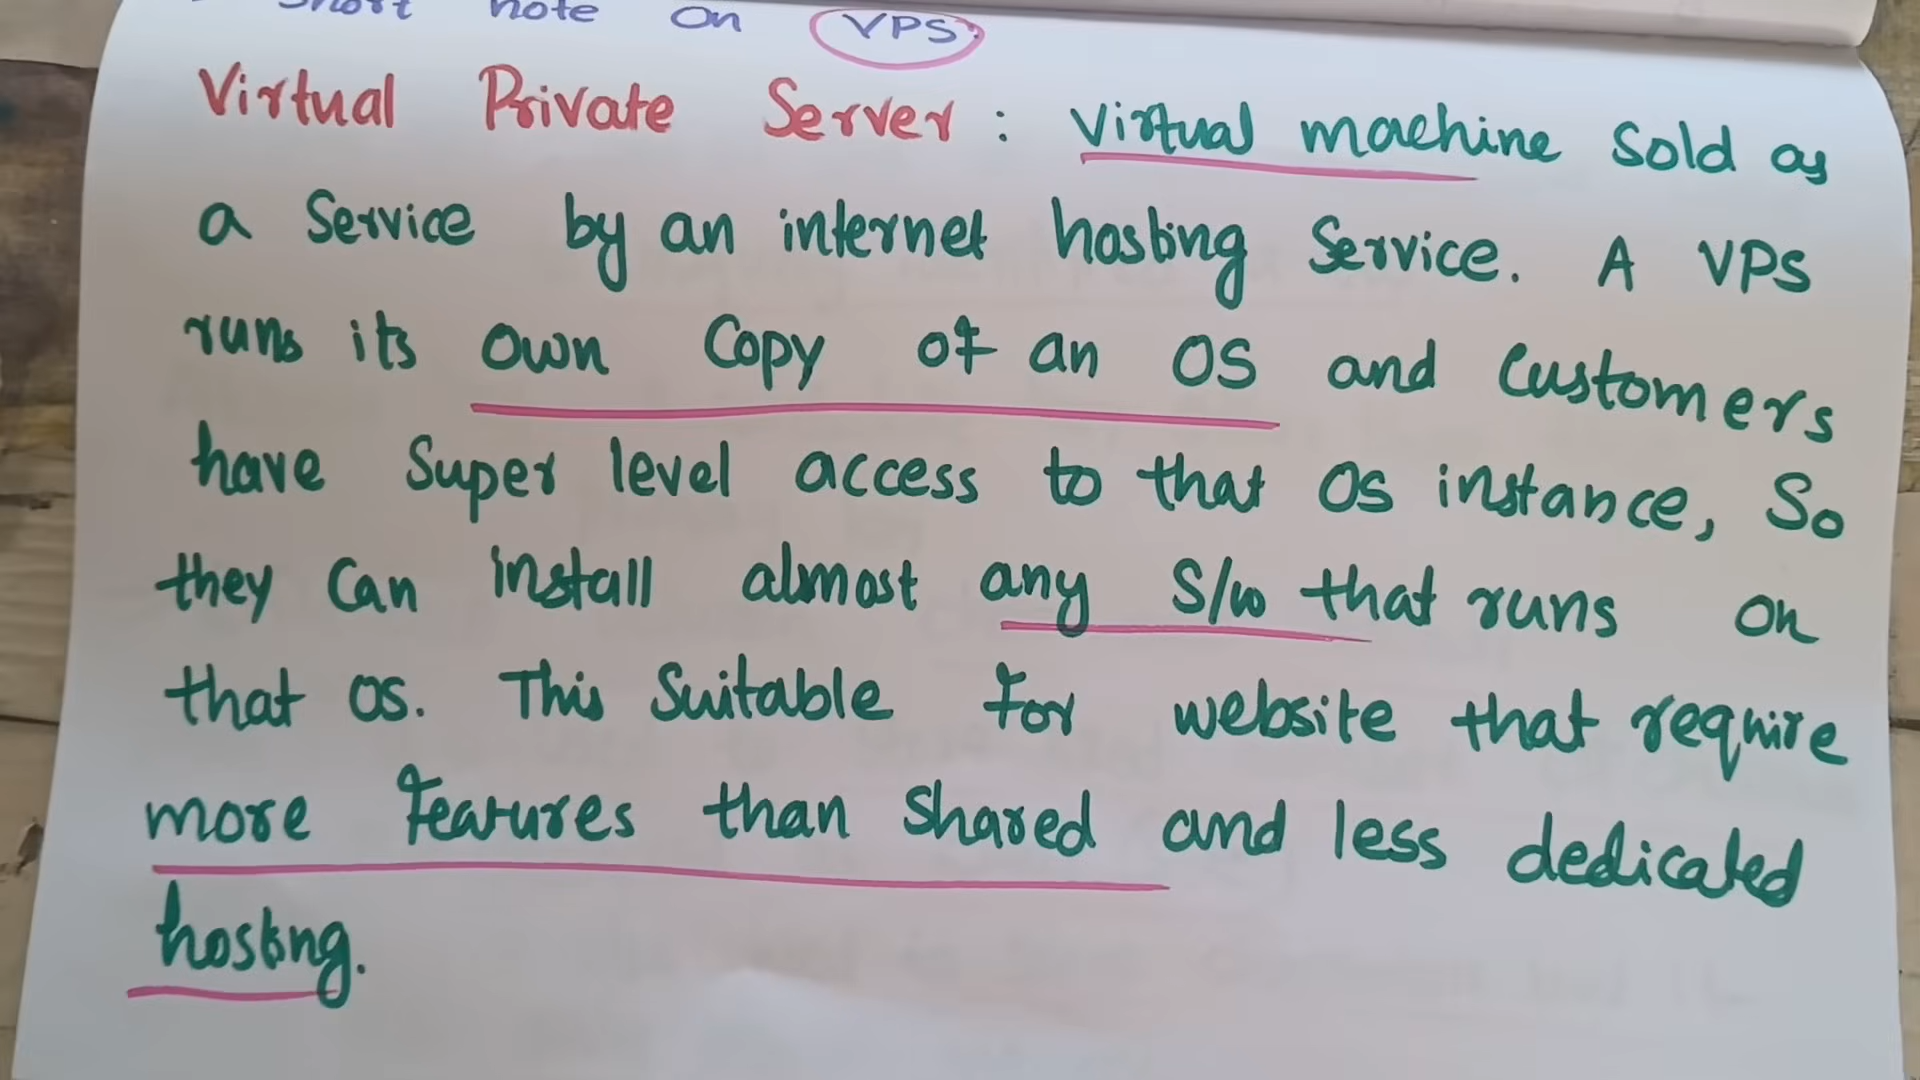 short note on VPS.
Virtual Private Server : Virtual machine Sold as
a Service by an internet hosting Service. A VPS
runs its own Copy of an OS and Customers
have Super level access to that OS instance, So
they Can install almost any S/w that runs on
that OS. This Suitable for website that require
more features than Shared and less dedicated
hosting.